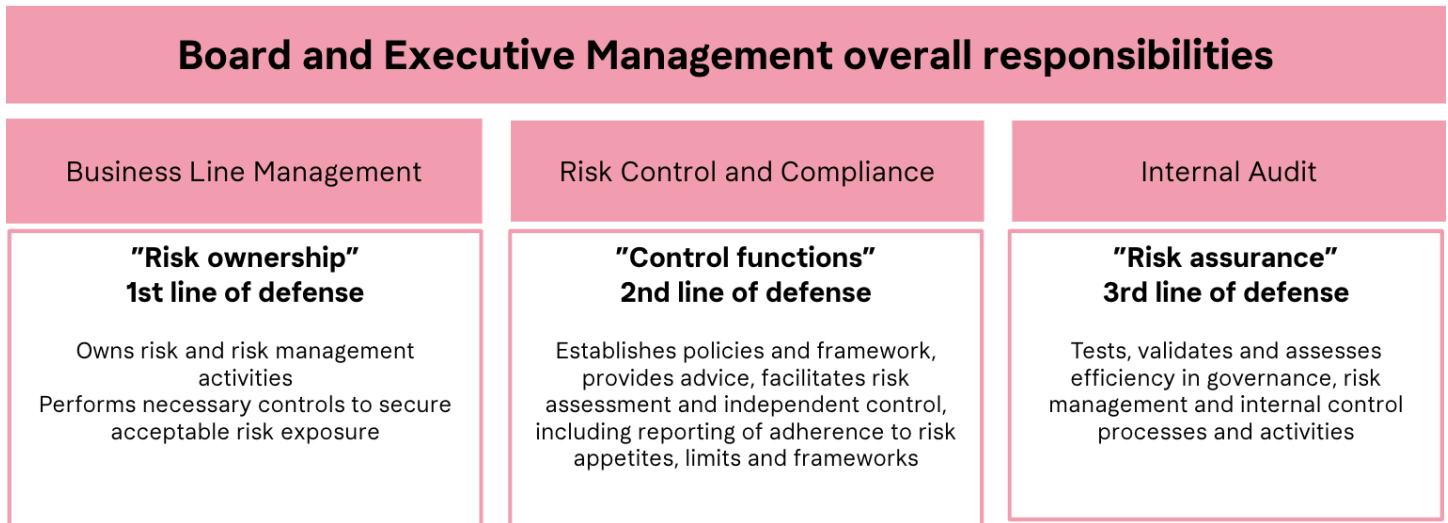 Board and Executive Management overall responsibilities
Business Line Management
”Risk ownership”
1st line of defense
Owns risk and risk management
activities
Performs necessary controls to secure
acceptable risk exposure
Risk Control and Compliance
”Control functions”
2nd line of defense
Establishes policies and framework,
provides advice, facilitates risk
assessment and independent control,
including reporting of adherence to risk
appetites, limits and frameworks
Internal Audit
”Risk assurance”
3rd line of defense
Tests, validates and assesses
efficiency in governance, risk
management and internal control
processes and activities